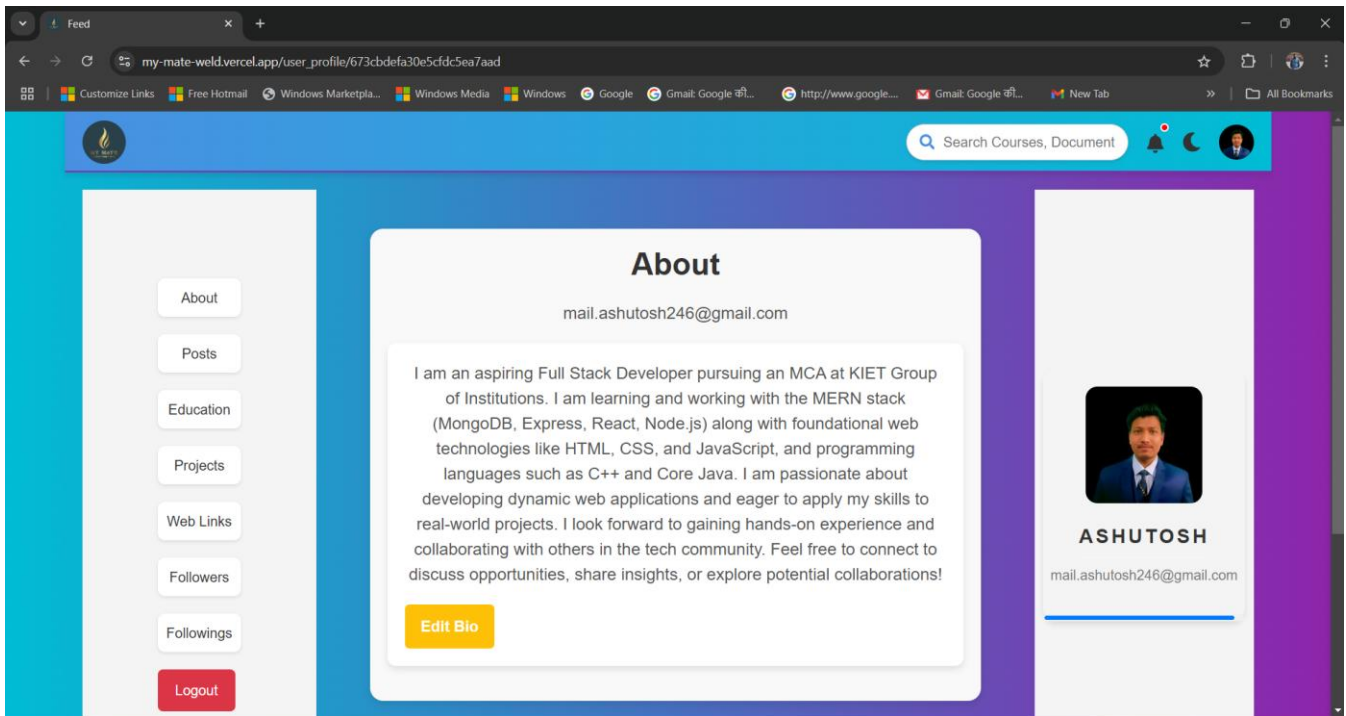 Feed
my-mate-weld.vercel.app/user_profile/673cbdefa30e5cfdc5ea7aad
Customize Links Free Hotmail Windows Marketpla... Windows Media Windows Google Gmail: Google की... http://www.google.... Gmail: Google की... New Tab » All Bookmarks
MY MATE
Search Courses, Document
About
Posts
Education
Projects
Web Links
Followers
Followings
Logout
About
mail.ashutosh246@gmail.com
I am an aspiring Full Stack Developer pursuing an MCA at KIET Group
of Institutions. I am learning and working with the MERN stack
(MongoDB, Express, React, Node.js) along with foundational web
technologies like HTML, CSS, and JavaScript, and programming
languages such as C++ and Core Java. I am passionate about
developing dynamic web applications and eager to apply my skills to
real-world projects. I look forward to gaining hands-on experience and
collaborating with others in the tech community. Feel free to connect to
discuss opportunities, share insights, or explore potential collaborations!
Edit Bio
ASHUTOSH
mail.ashutosh246@gmail.com